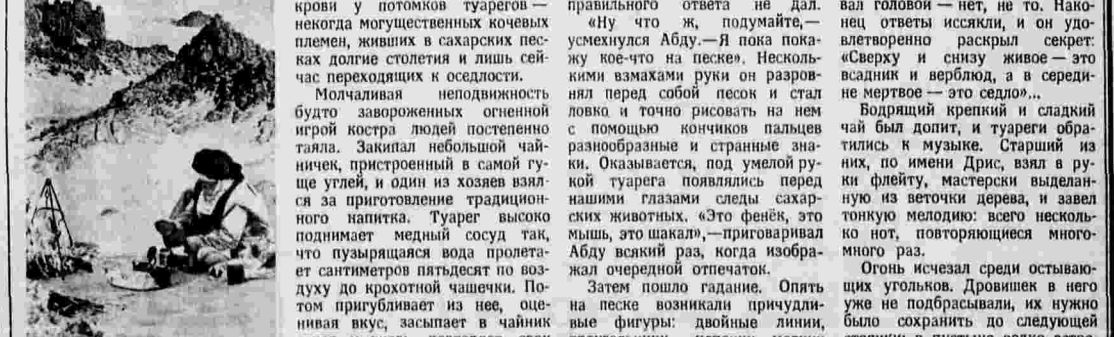 крови у потомков туарегов —
некогда могущественных кочевых
племен, живших в сахарских пес-
ках долгие столетия и лишь сей-
час переходящих к оседлости.
Молчаливая неподвижность
будто завороженных огненной
игрой костра людей постепенно
таяла. Закипал небольшой чай-
ничек, пристроенный в самой гу-
ще углей, и один из хозяев взял-
ся за приготовление традицион-
ного напитка. Туарег высоко
поднимает медный сосуд так,
что пузырящаяся вода пролета-
ет сантиметров пятьдесят по воз-
духу до крохотной чашечки. По-
том пригубливает из нее, оце-
нивая вкус, засыпает в чайник
правильного ответа не дал.
«Ну что ж, подумайте,—
усмехнулся Абду.—Я пока пока-
жу кое-что на песке». Несколь-
кими взмахами руки он разров-
нял перед собой песок и стал
ловко и точно рисовать на нем
с помощью кончиков пальцев
разнообразные и странные зна-
ки. Оказывается, под умелой ру-
кой туарега появлялись перед
нашими глазами следы сахар-
ских животных. «Это фенёк, это
мышь, это шакал»,—приговаривал
Абду всякий раз, когда изобра-
жал очередной отпечаток.
Затем пошло гадание. Опять
на песке возникали причудли-
вые фигуры: двойные линии,
вал головой — нет, не то. Нако-
нец ответы иссякли, и он удо-
влетворенно раскрыл секрет:
«Сверху и снизу живое — это
всадник и верблюд, а в середи-
не мертвое — это седло»...
Бодрящий крепкий и сладкий
чай был допит, и туареги обра-
тились к музыке. Старший из
них, по имени Дрис, взял в ру-
ки флейту, мастерски выделан-
ную из веточки дерева, и завел
тонкую мелодию: всего несколь-
ко нот, повторяющиеся много-
много раз.
Огонь исчезал среди остываю-
щих угольков. Дровишек в него
уже не подбрасывали, их нужно
было сохранить до следующей